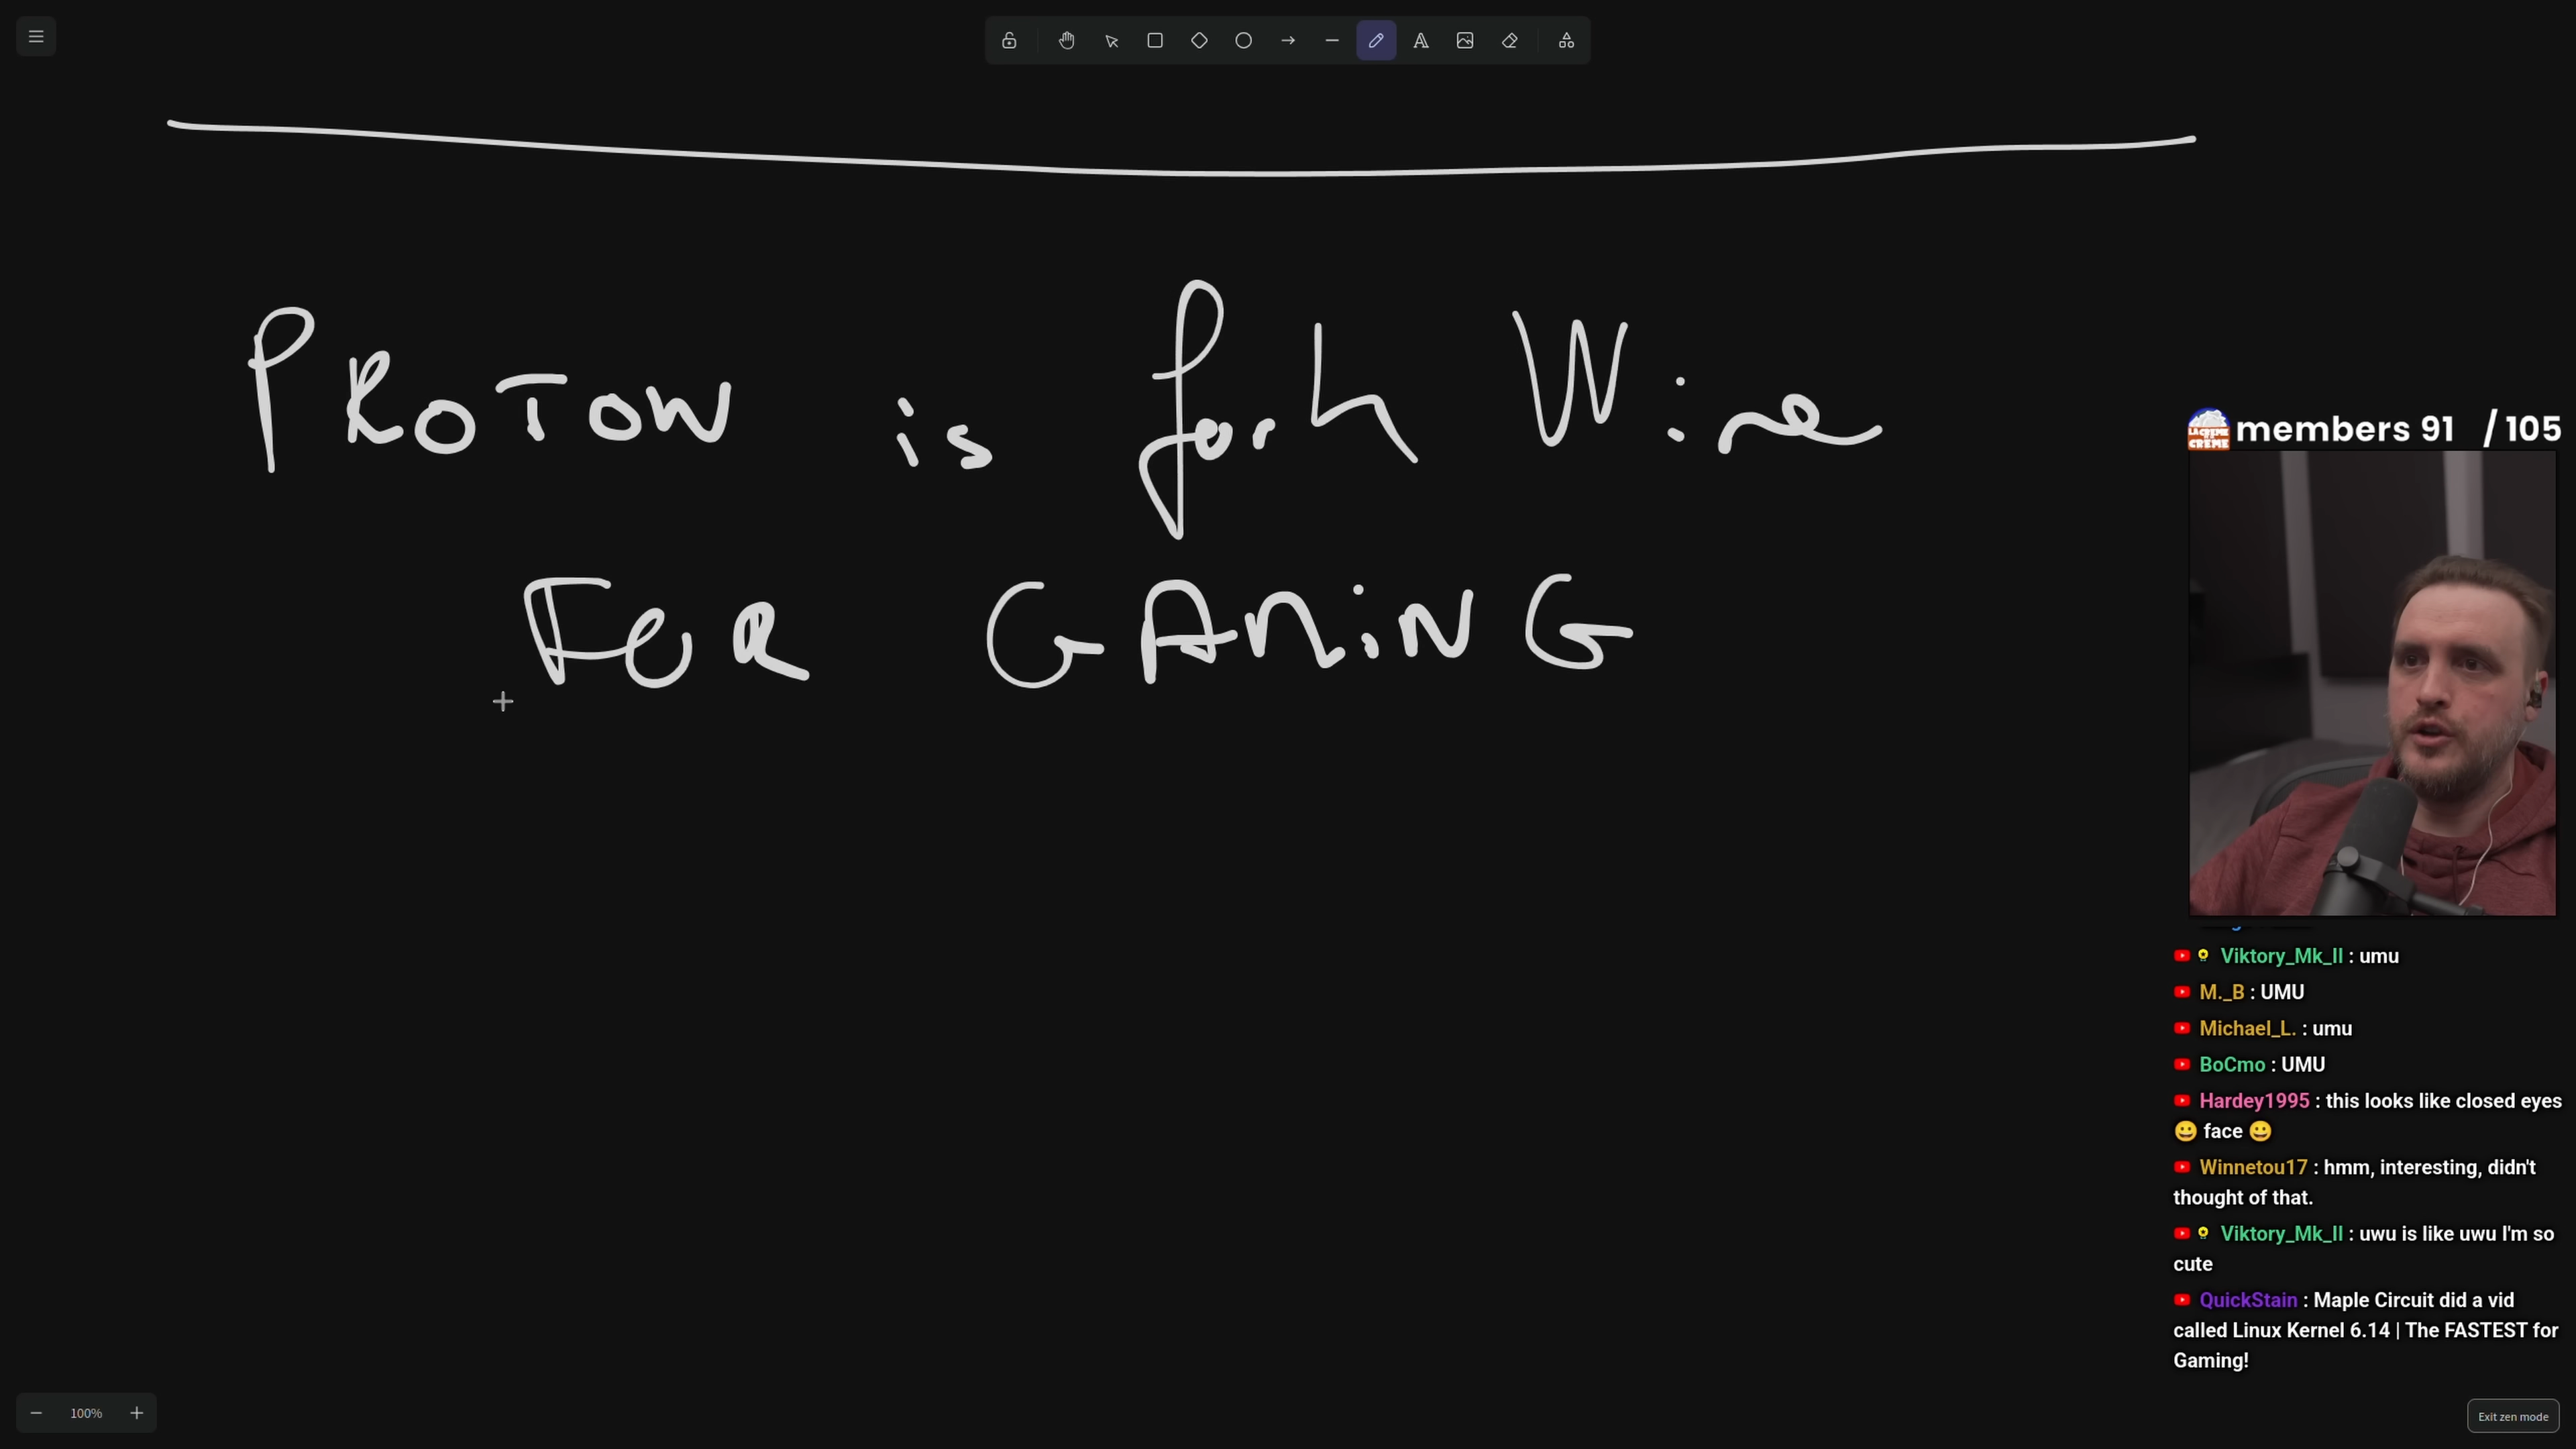 PROTON is fork Wine
FOR GAMING
members 91 / 105
Viktory_Mk_II : umu
M._B : UMU
Michael_L. : umu
BoCmo : UMU
Hardey1995 : this looks like closed eyes
😀 face 😀
Winnetou17 : hmm, interesting, didn't
thought of that.
Viktory_Mk_II : uwu is like uwu I'm so
cute
QuickStain : Maple Circuit did a vid
called Linux Kernel 6.14 | The FASTEST for
Gaming!
100%
Exit zen mode